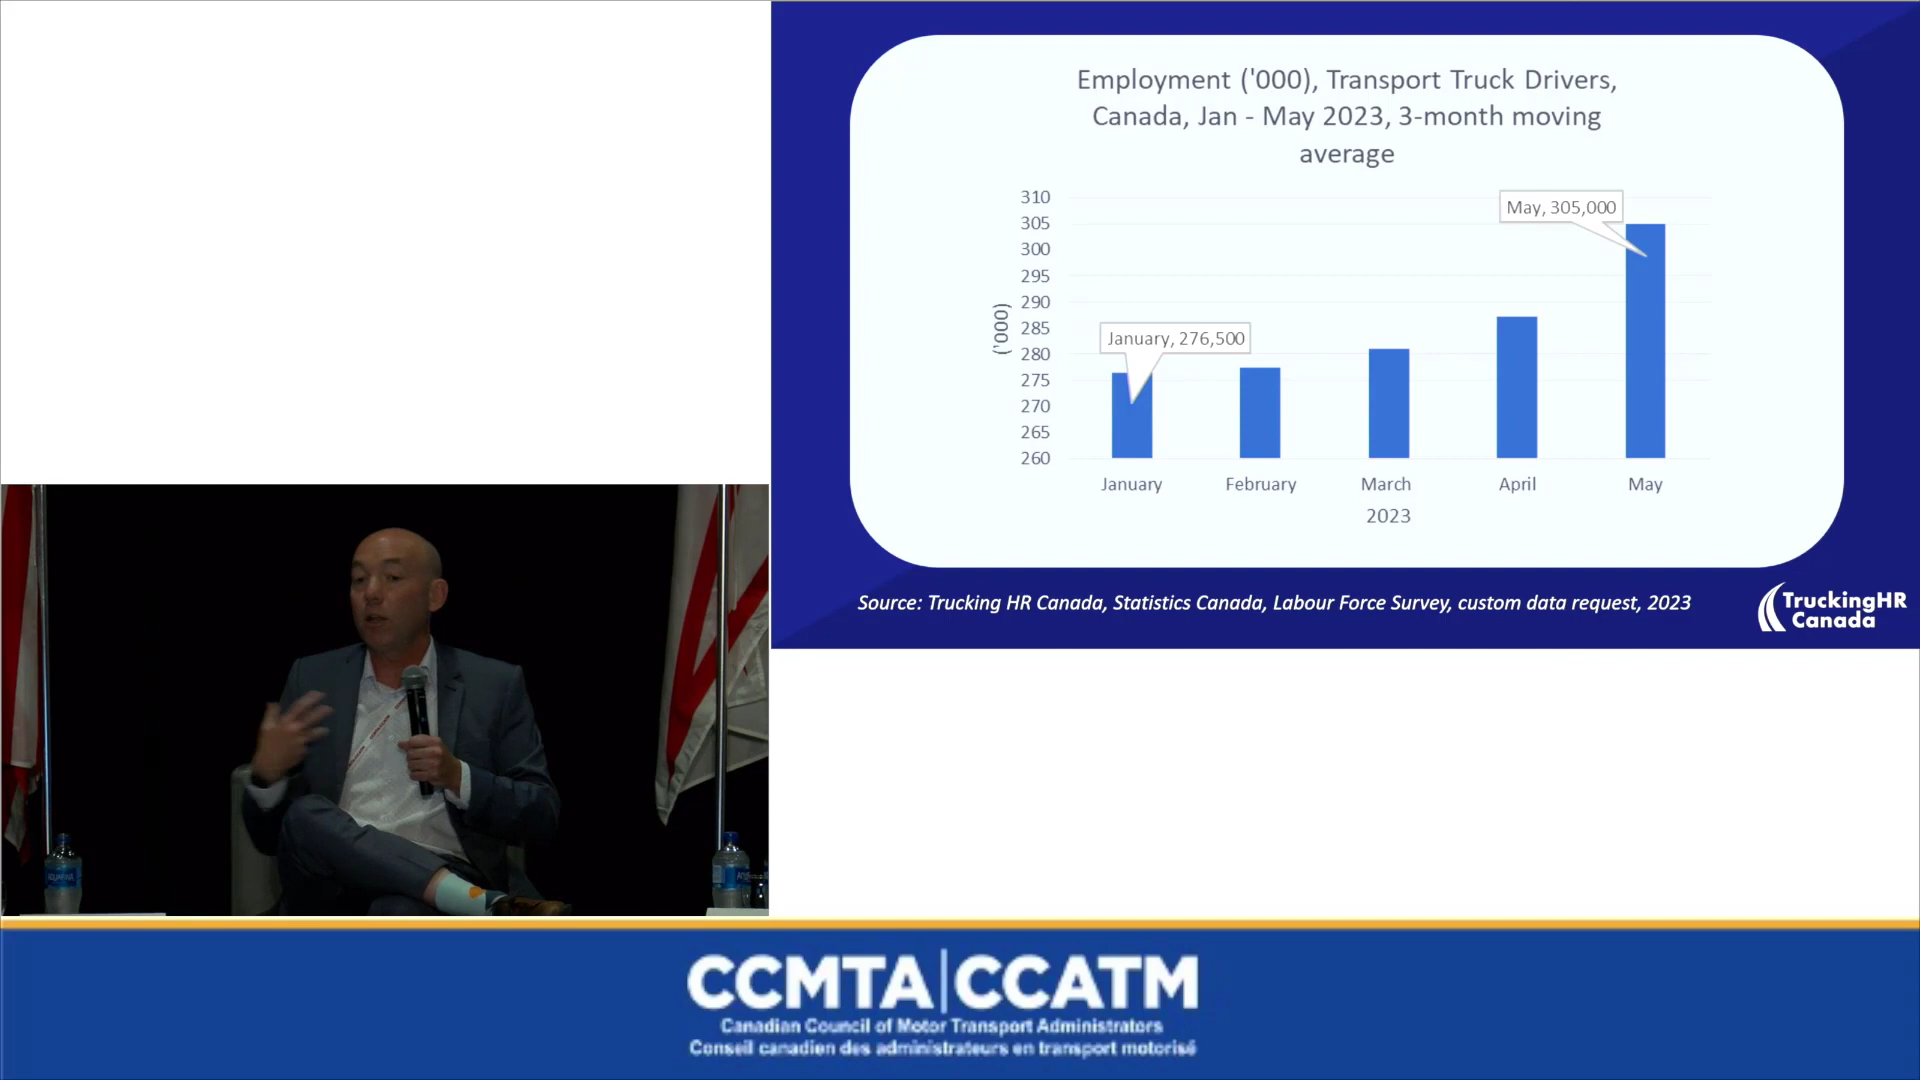 Employment ('000), Transport Truck Drivers,
Canada, Jan - May 2023, 3-month moving
average
310
305
300
295
290
285
280
275
270
265
260
('000)
January, 276,500
May, 305,000
January
February
March
April
May
2023
Source: Trucking HR Canada, Statistics Canada, Labour Force Survey, custom data request, 2023
TruckingHR
Canada
AQUAFINA
CCMTA|CCATM
Canadian Council of Motor Transport Administrators
Conseil canadien des administrateurs en transport motorisé